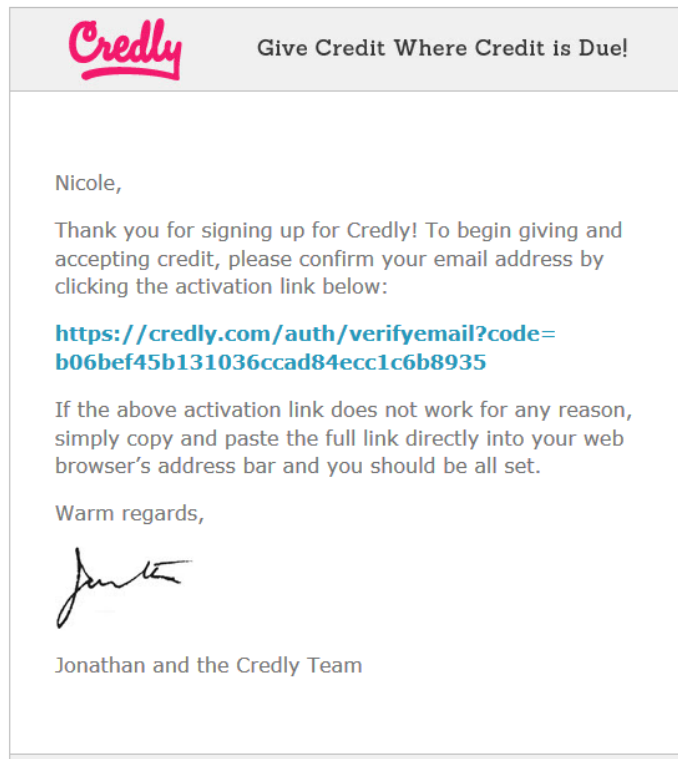 Credly
Give Credit Where Credit is Due!
Nicole,
Thank you for signing up for Credly! To begin giving and
accepting credit, please confirm your email address by
clicking the activation link below:
https://credly.com/auth/verifyemail?code=
b06bef45b131036ccad84ecc1c6b8935
If the above activation link does not work for any reason,
simply copy and paste the full link directly into your web
browser’s address bar and you should be all set.
Warm regards,
Jonathan and the Credly Team